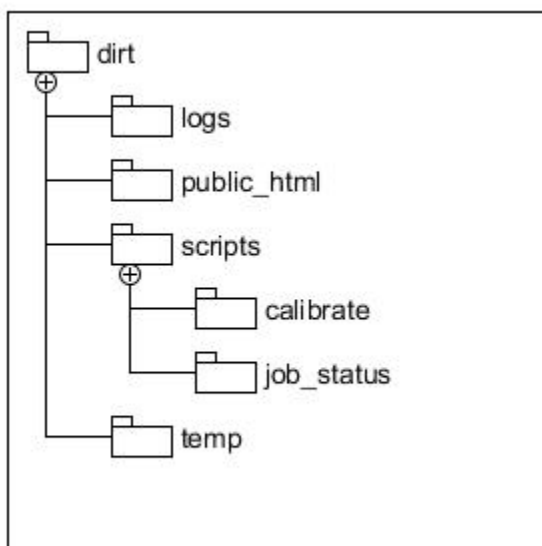 dirt
logs
public_html
scripts
calibrate
job_status
temp